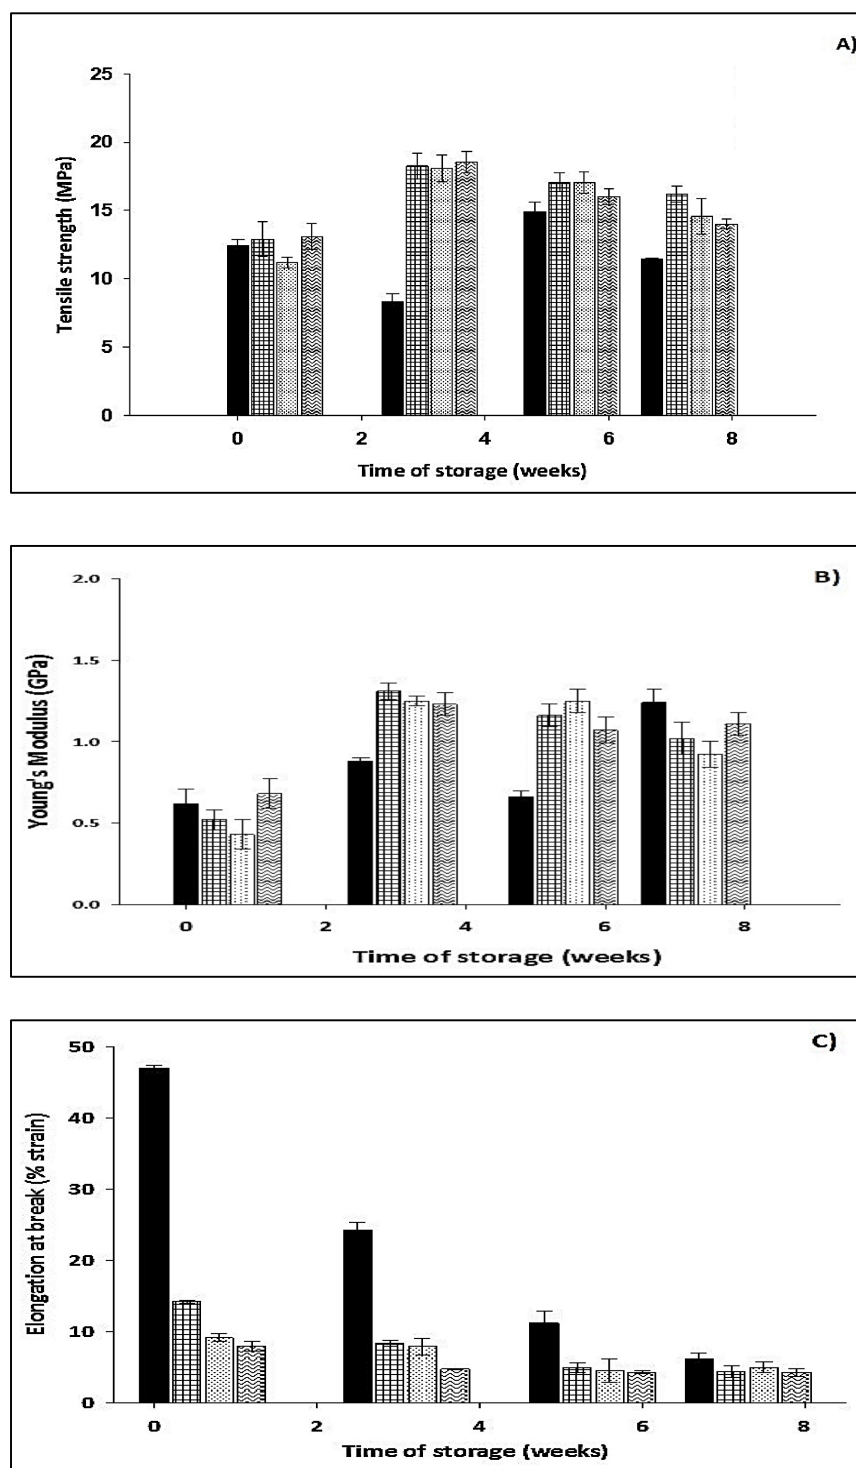 A)
Tensile strength (MPa)
25
20
15
10
5
0
0 2 4 6 8
Time of storage (weeks)
B)
Young's Modulus (GPa)
2.0
1.5
1.0
0.5
0.0
0 2 4 6 8
Time of storage (weeks)
C)
Elongation at break (% strain)
50
40
30
20
10
0
0 2 4 6 8
Time of storage (weeks)